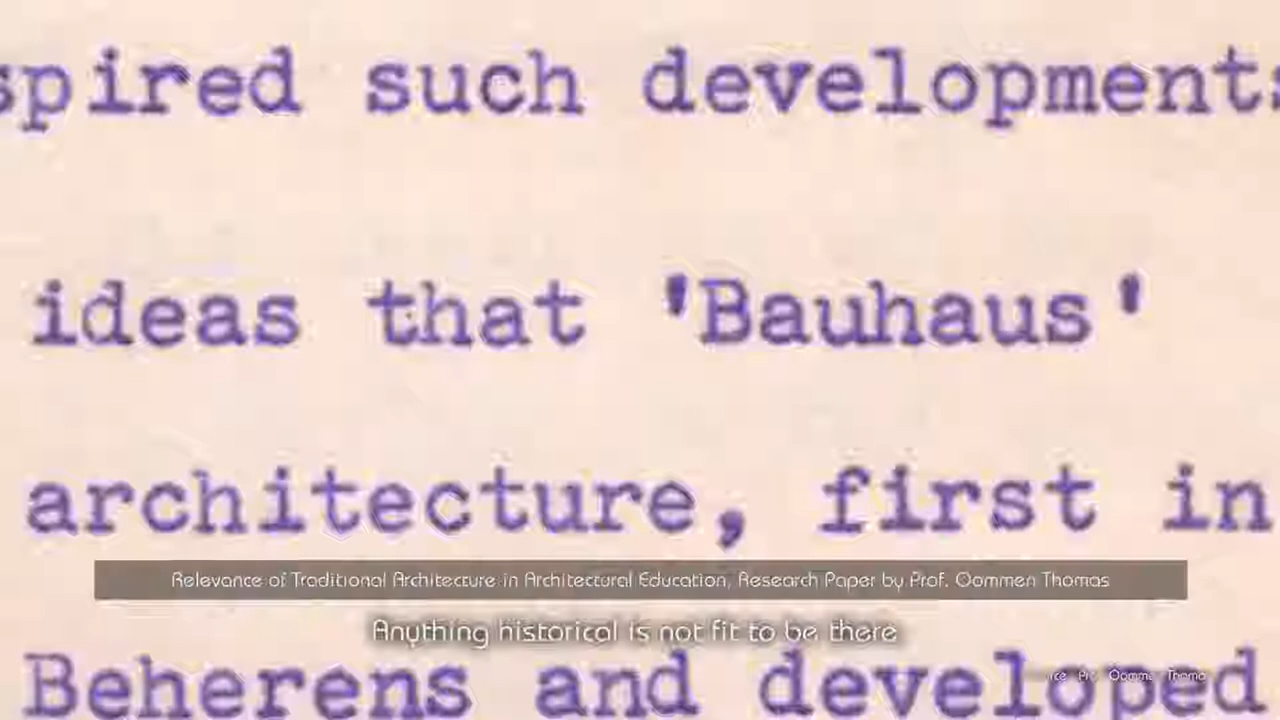 spired such developments
ideas that 'Bauhaus'
architecture, first in
Relevance of Traditional Architecture in Architectural Education, Research Paper by Prof. Oommen Thomas
Anything historical is not fit to be there
Beherens and developed